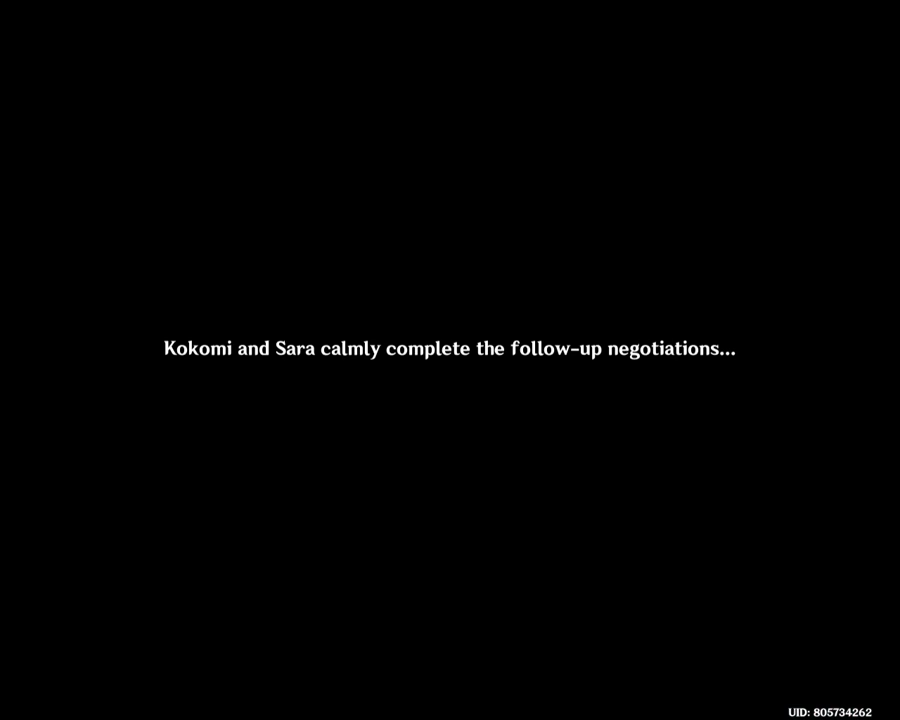 Kokomi and Sara calmly complete the follow-up negotiations...
UID: 805734262